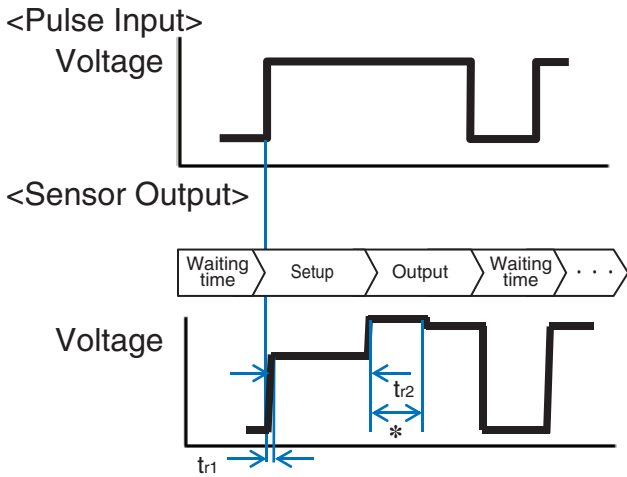 <Pulse Input>
Voltage
<Sensor Output>
Waiting time
Setup
Output
Waiting time
· · ·
Voltage
tr2
*
tr1